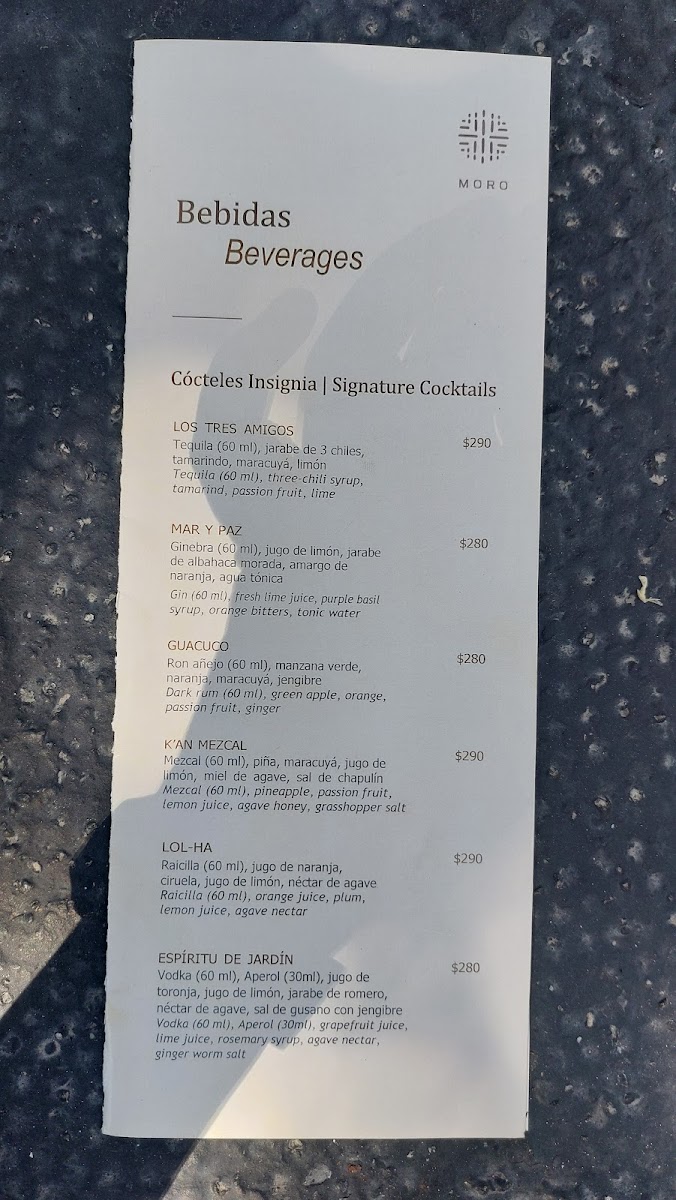 MORO
Bebidas
Beverages
Cócteles Insignia | Signature Cocktails
LOS TRES AMIGOS
$290
Tequila (60 ml), jarabe de 3 chiles,
tamarindo, maracuyá, limón
Tequila (60 ml), three-chili syrup,
tamarind, passion fruit, lime
MAR Y PAZ
$280
Ginebra (60 ml), jugo de limón, jarabe
de albahaca morada, amargo de
naranja, agua tónica
Gin (60 ml), fresh lime juice, purple basil
syrup, orange bitters, tonic water
GUACUCO
$280
Ron añejo (60 ml), manzana verde,
naranja, maracuyá, jengibre
Dark rum (60 ml), green apple, orange,
passion fruit, ginger
K'AN MEZCAL
$290
Mezcal (60 ml), piña, maracuyá, jugo de
limón, miel de agave, sal de chapulín
Mezcal (60 ml), pineapple, passion fruit,
lemon juice, agave honey, grasshopper salt
LOL-HA
$290
Raicilla (60 ml), jugo de naranja,
ciruela, jugo de limón, néctar de agave
Raicilla (60 ml), orange juice, plum,
lemon juice, agave nectar
ESPÍRITU DE JARDÍN
$280
Vodka (60 ml), Aperol (30ml), jugo de
toronja, jugo de limón, jarabe de romero,
néctar de agave, sal de gusano con jengibre
Vodka (60 ml), Aperol (30ml), grapefruit juice,
lime juice, rosemary syrup, agave nectar,
ginger worm salt